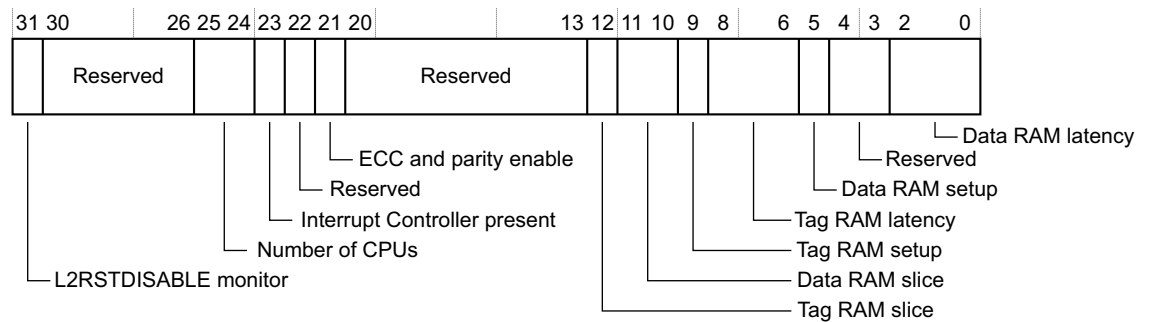 31 30 26 25 24 23 22 21 20 13 12 11 10 9 8 6 5 4 3 2 0
Reserved Reserved
Data RAM latency
ECC and parity enable Reserved
Reserved Data RAM setup
Interrupt Controller present Tag RAM latency
Number of CPUs Tag RAM setup
L2RSTDISABLE monitor Data RAM slice
Tag RAM slice